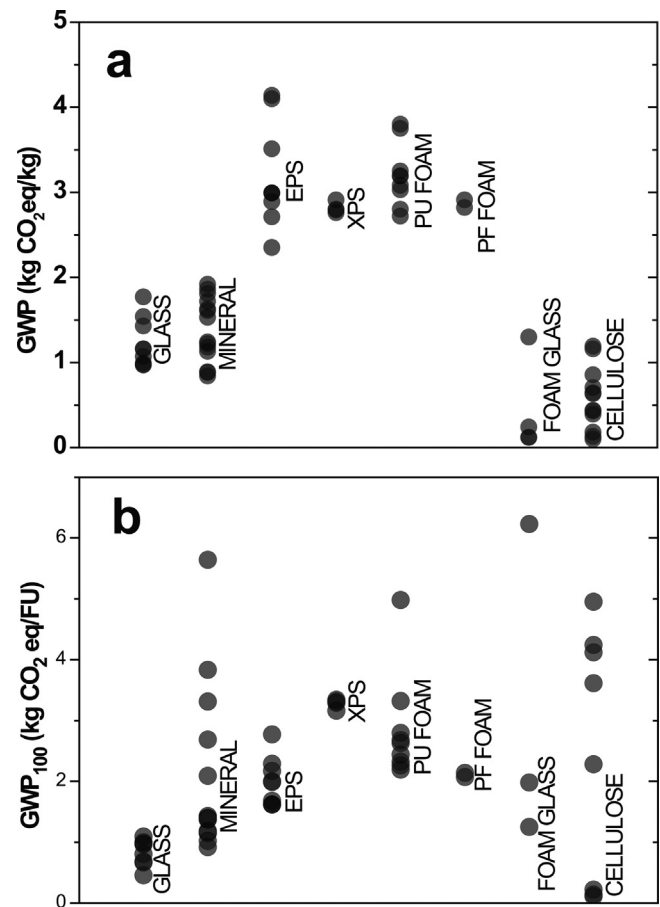 a
GWP (kg CO₂eq/kg)
5
4
3
2
1
0
GLASS
MINERAL
EPS
XPS
PU FOAM
PF FOAM
FOAM GLASS
CELLULOSE
b
GWP₁₀₀ (kg CO₂ eq/FU)
6
4
2
0
GLASS
MINERAL
EPS
XPS
PU FOAM
PF FOAM
FOAM GLASS
CELLULOSE